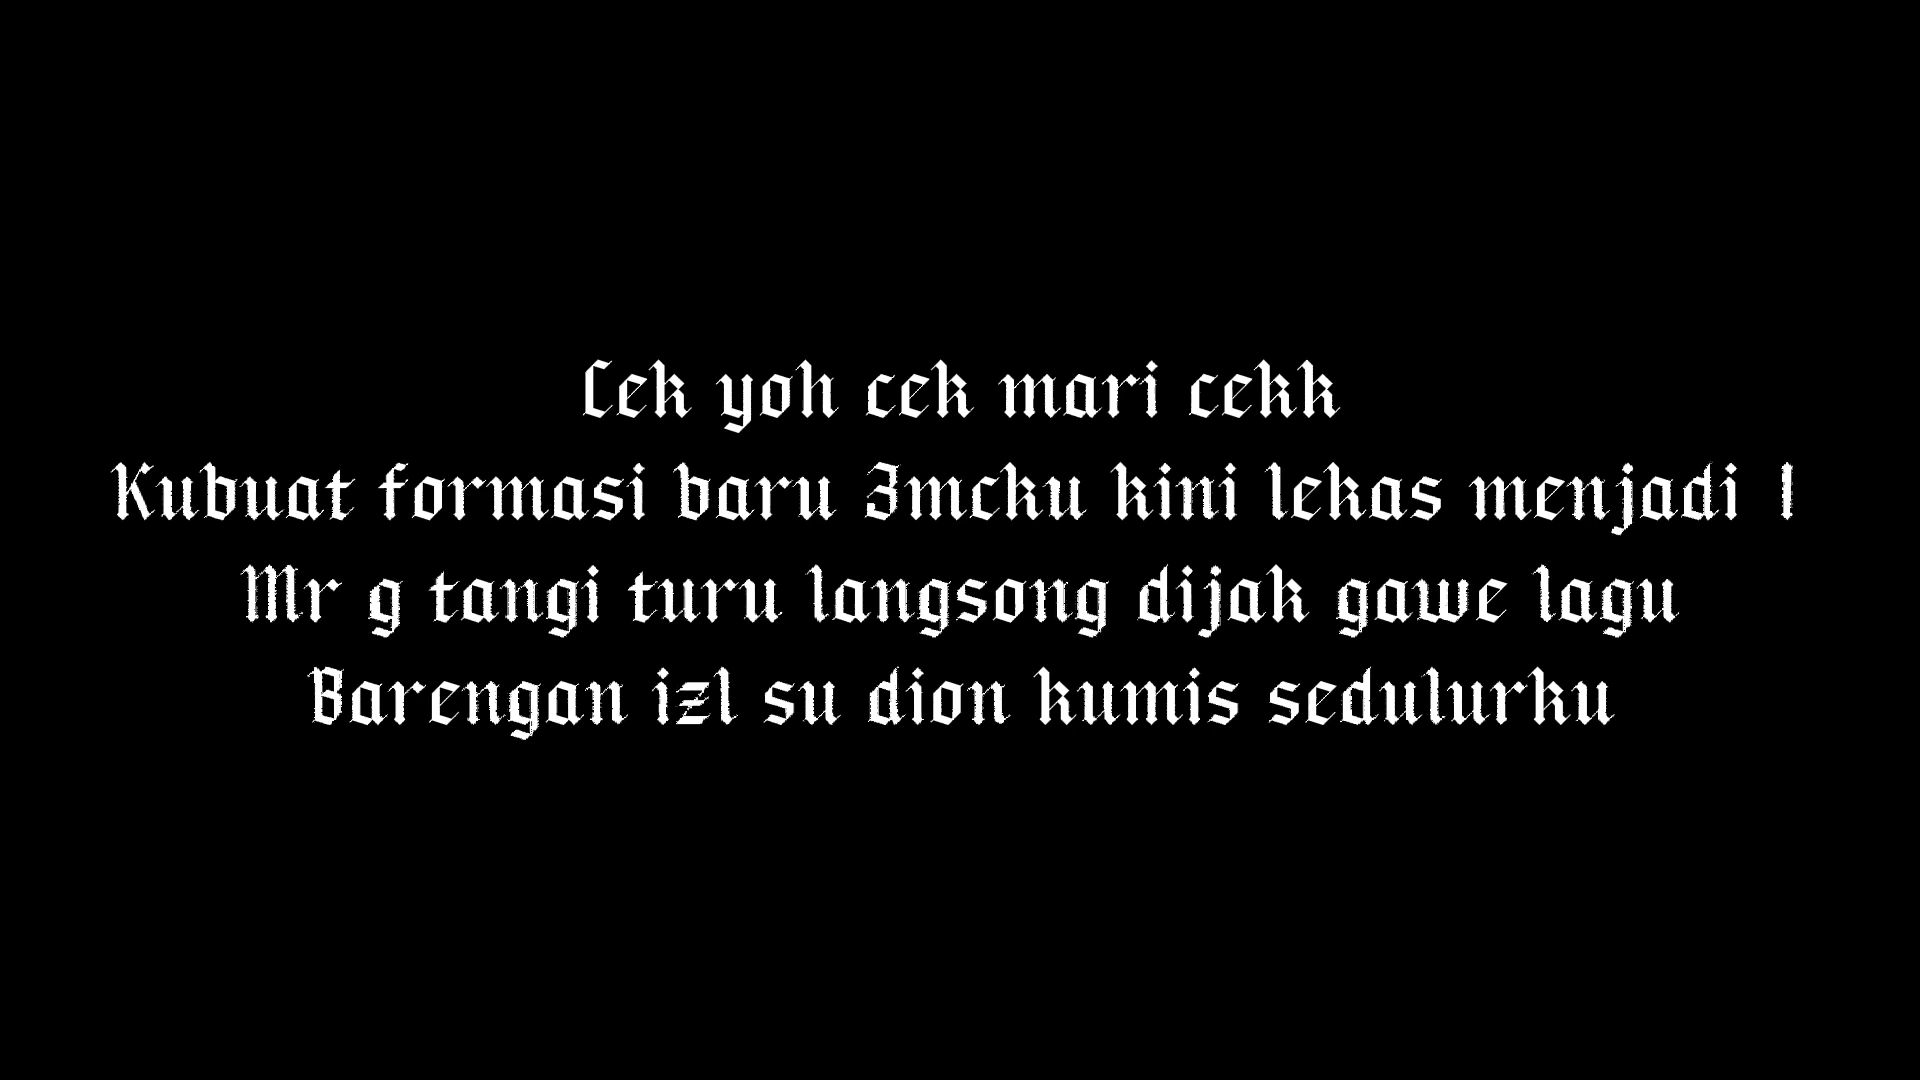 Cek yoh cek mari cekk
Kubuat formasi baru 3mcku kini lekas menjadi 1
Mr g tangi turu langsong dijak gawe lagu
Barengan izl su dion kumis sedulurku